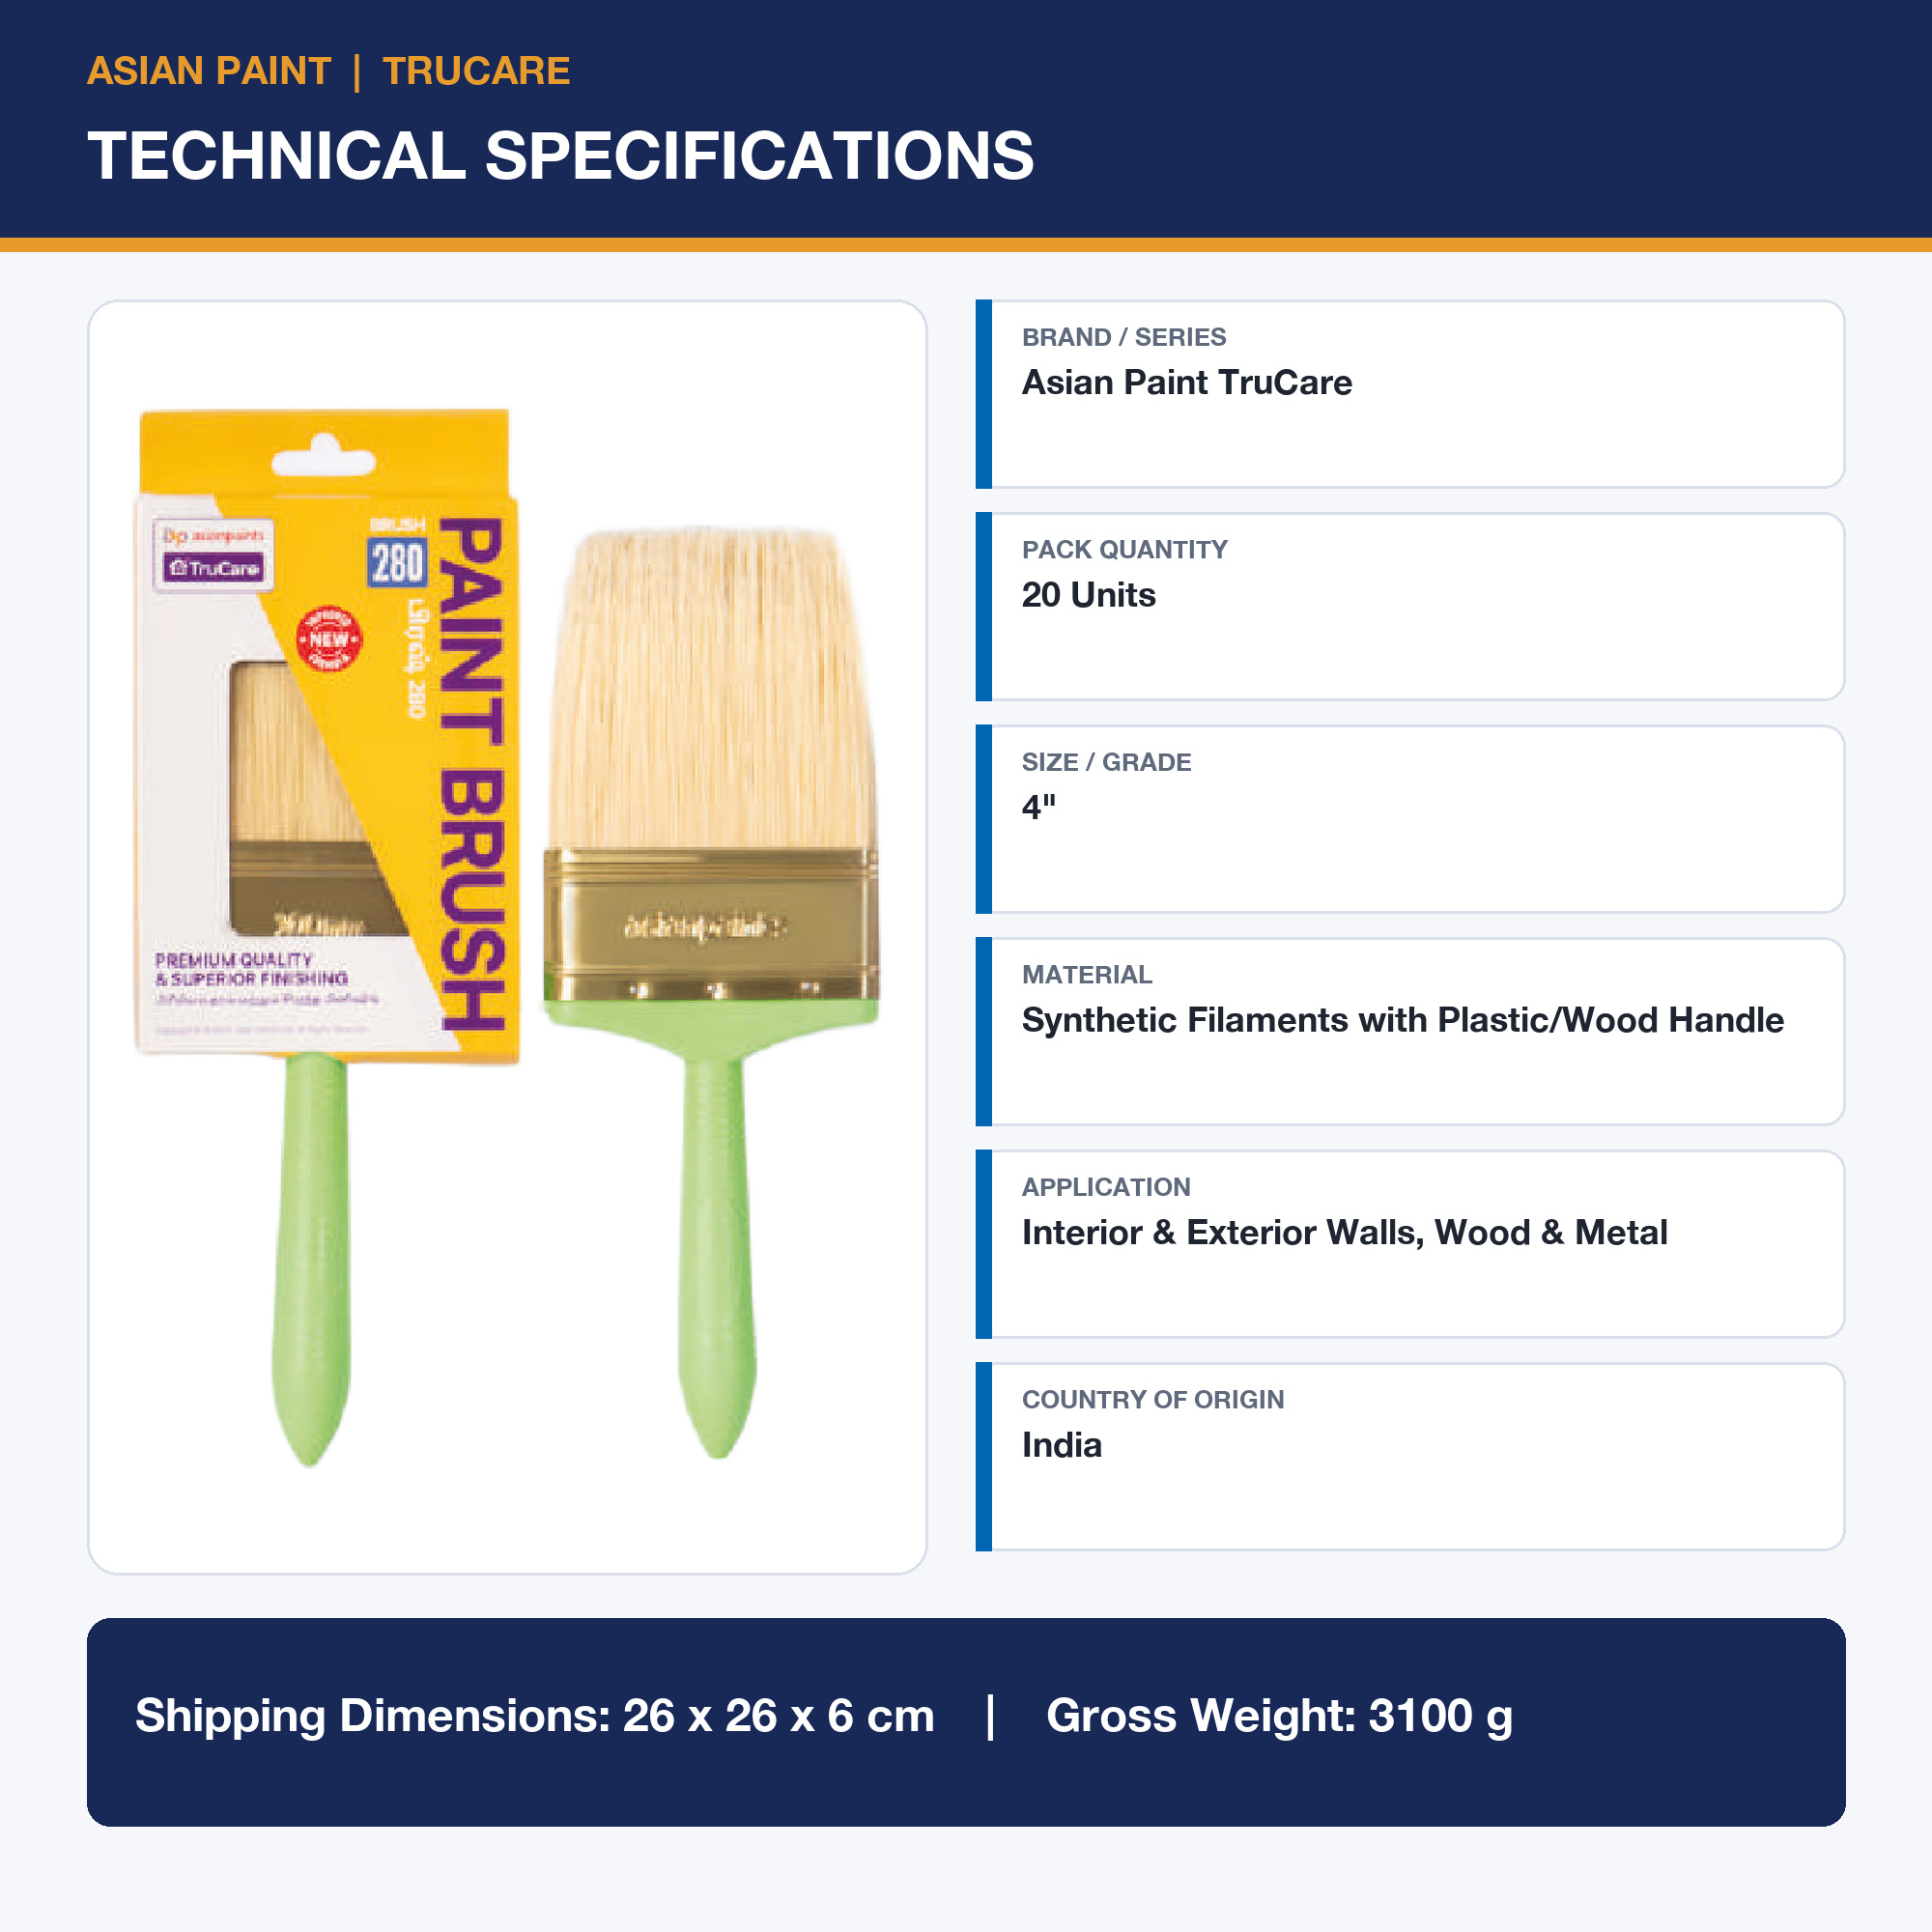 ASIAN PAINT | TRUCARE
TECHNICAL SPECIFICATIONS
asianpaints
TruCare
BRUSH
280
NEW
PAINT BRUSH
PREMIUM QUALITY
& SUPERIOR FINISHING
BRAND / SERIES
Asian Paint TruCare
PACK QUANTITY
20 Units
SIZE / GRADE
4"
MATERIAL
Synthetic Filaments with Plastic/Wood Handle
APPLICATION
Interior & Exterior Walls, Wood & Metal
COUNTRY OF ORIGIN
India
Shipping Dimensions: 26 x 26 x 6 cm | Gross Weight: 3100 g